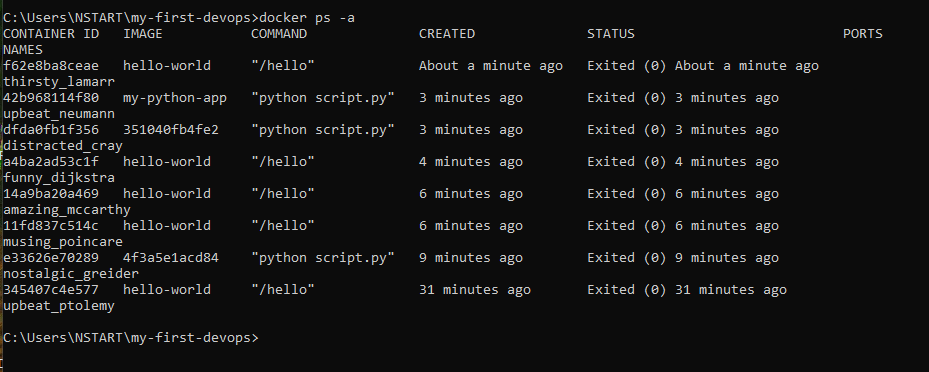 C:\Users\NSTART\my-first-devops>docker ps -a
CONTAINER ID   IMAGE          COMMAND              CREATED              STATUS                          PORTS
NAMES
f62e8ba8ceae   hello-world    "/hello"             About a minute ago   Exited (0) About a minute ago
thirsty_lamarr
42b968114f80   my-python-app  "python script.py"   3 minutes ago        Exited (0) 3 minutes ago
upbeat_neumann
dfda0fb1f356   351040fb4fe2   "python script.py"   3 minutes ago        Exited (0) 3 minutes ago
distracted_cray
a4ba2ad53c1f   hello-world    "/hello"             4 minutes ago        Exited (0) 4 minutes ago
funny_dijkstra
14a9ba20a469   hello-world    "/hello"             6 minutes ago        Exited (0) 6 minutes ago
amazing_mccarthy
11fd837c514c   hello-world    "/hello"             6 minutes ago        Exited (0) 6 minutes ago
musing_poincare
e33626e70289   4f3a5e1acd84   "python script.py"   9 minutes ago        Exited (0) 9 minutes ago
nostalgic_greider
345407c4e577   hello-world    "/hello"             31 minutes ago       Exited (0) 31 minutes ago
upbeat_ptolemy
C:\Users\NSTART\my-first-devops>